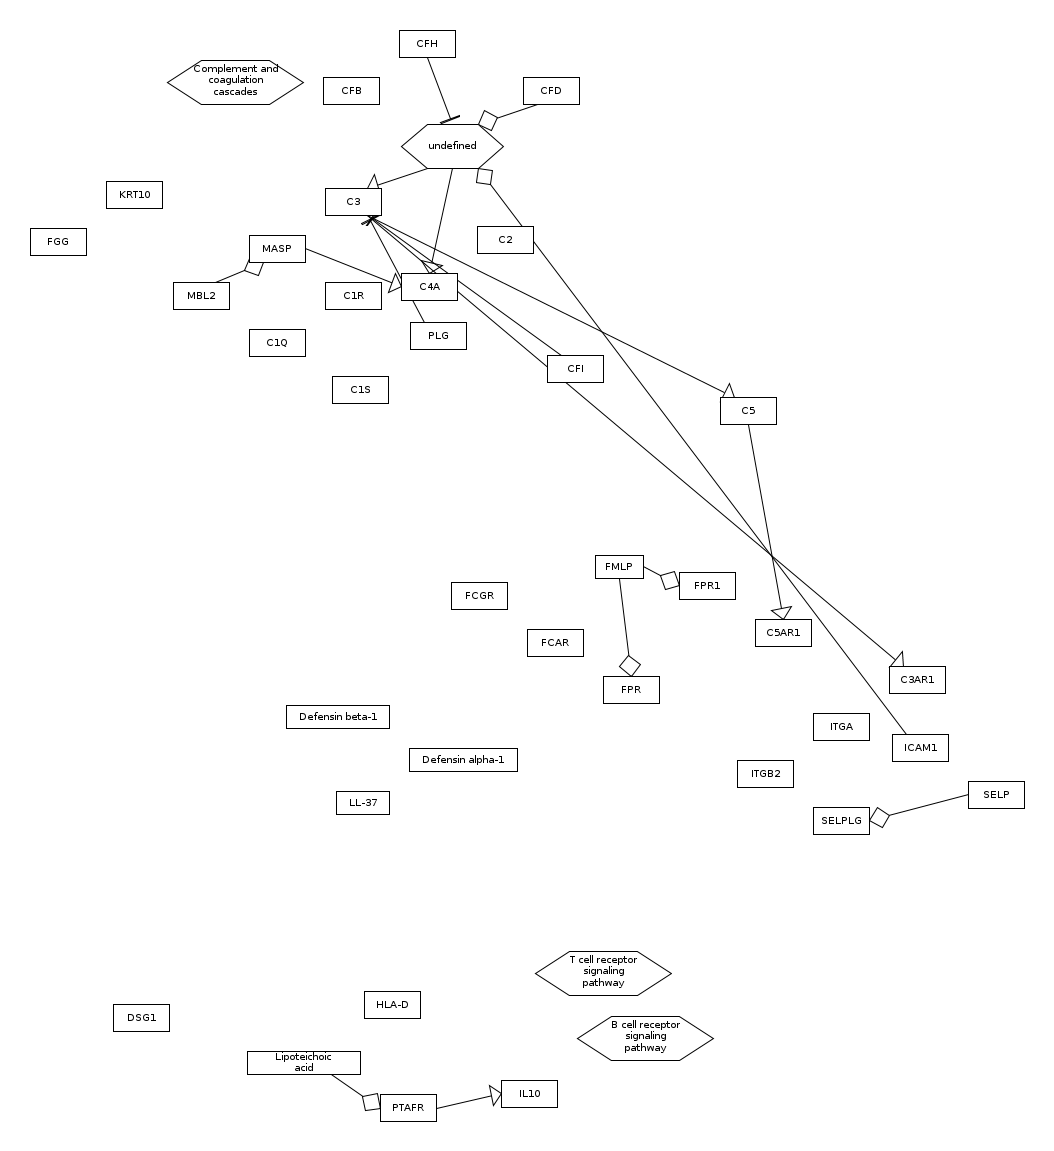 CFH
Complement and
coagulation
cascades
CFB
CFD
undefined
KRT10
C3
FGG
C2
MASP
C4A
MBL2
C1R
PLG
C1Q
CFI
C1S
C5
FMLP
FPR1
FCGR
C5AR1
FCAR
C3AR1
FPR
Defensin beta-1
ITGA
ICAM1
Defensin alpha-1
ITGB2
SELP
LL-37
SELPLG
T cell receptor
signaling
pathway
HLA-D
DSG1
B cell receptor
signaling
pathway
Lipoteichoic
acid
IL10
PTAFR